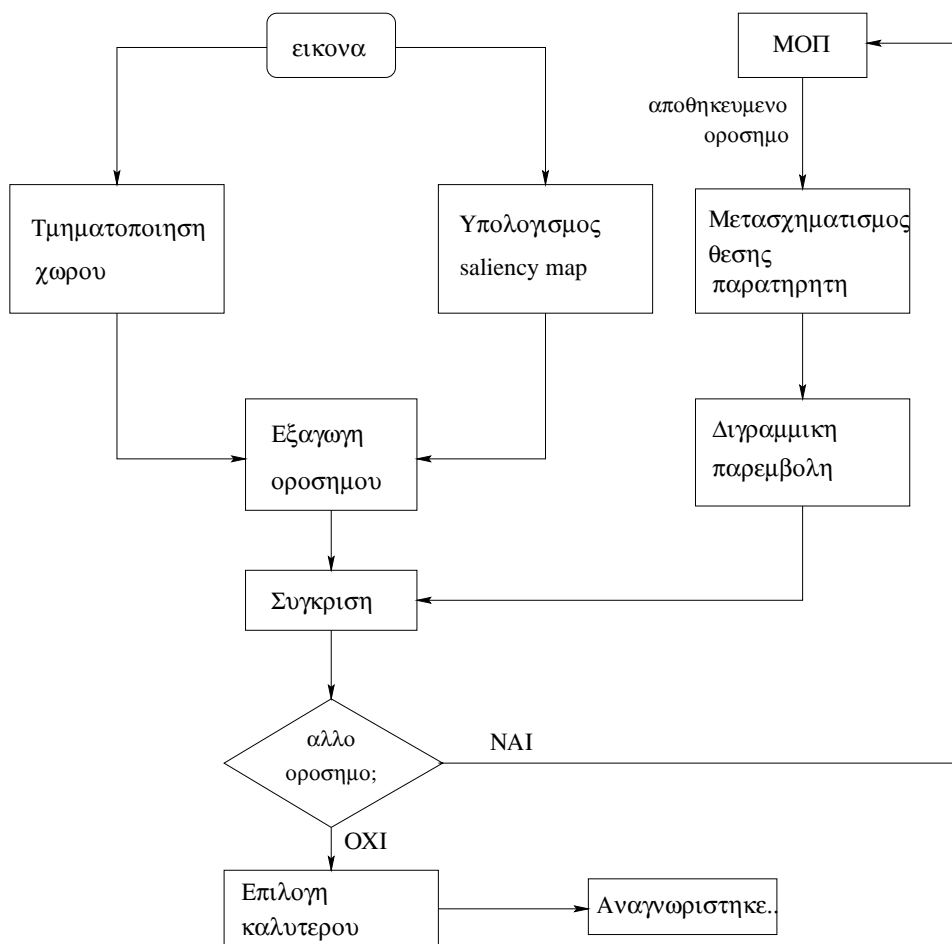 εικονα
ΜΟΠ
αποθηκευμενο
οροσημο
Τμηματοποιηση
χωρου
Υπολογισμος
saliency map
Μετασχηματισμος
θεσης
παρατηρητη
Εξαγωγη
οροσημου
Διγραμμικη
παρεμβολη
Συγκριση
αλλο
οροσημο;
ΝΑΙ
ΟΧΙ
Επιλογη
καλυτερου
Αναγνωριστηκε..